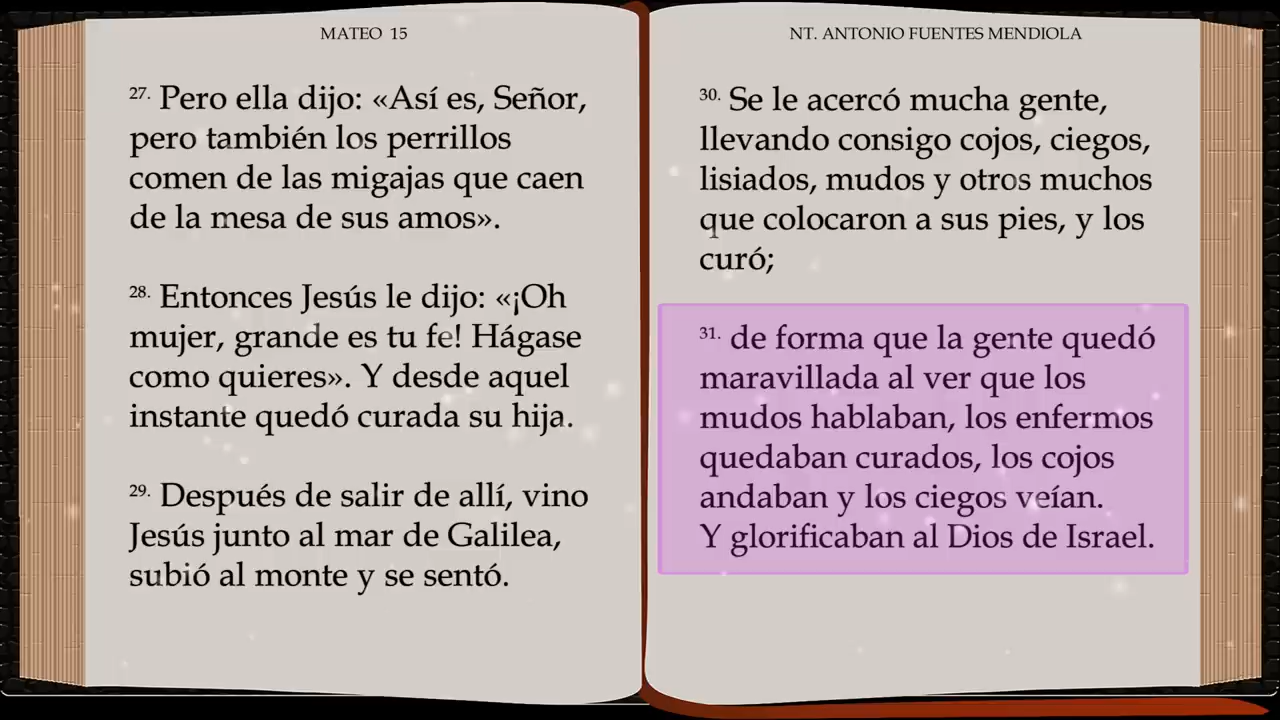 MATEO 15
27. Pero ella dijo: «Así es, Señor,
pero también los perrillos
comen de las migajas que caen
de la mesa de sus amos».
28. Entonces Jesús le dijo: «¡Oh
mujer, grande es tu fe! Hágase
como quieres». Y desde aquel
instante quedó curada su hija.
29. Después de salir de allí, vino
Jesús junto al mar de Galilea,
subió al monte y se sentó.
NT. ANTONIO FUENTES MENDIOLA
30. Se le acercó mucha gente,
llevando consigo cojos, ciegos,
lisiados, mudos y otros muchos
que colocaron a sus pies, y los
curó;
31. de forma que la gente quedó
maravillada al ver que los
mudos hablaban, los enfermos
quedaban curados, los cojos
andaban y los ciegos veían.
Y glorificaban al Dios de Israel.